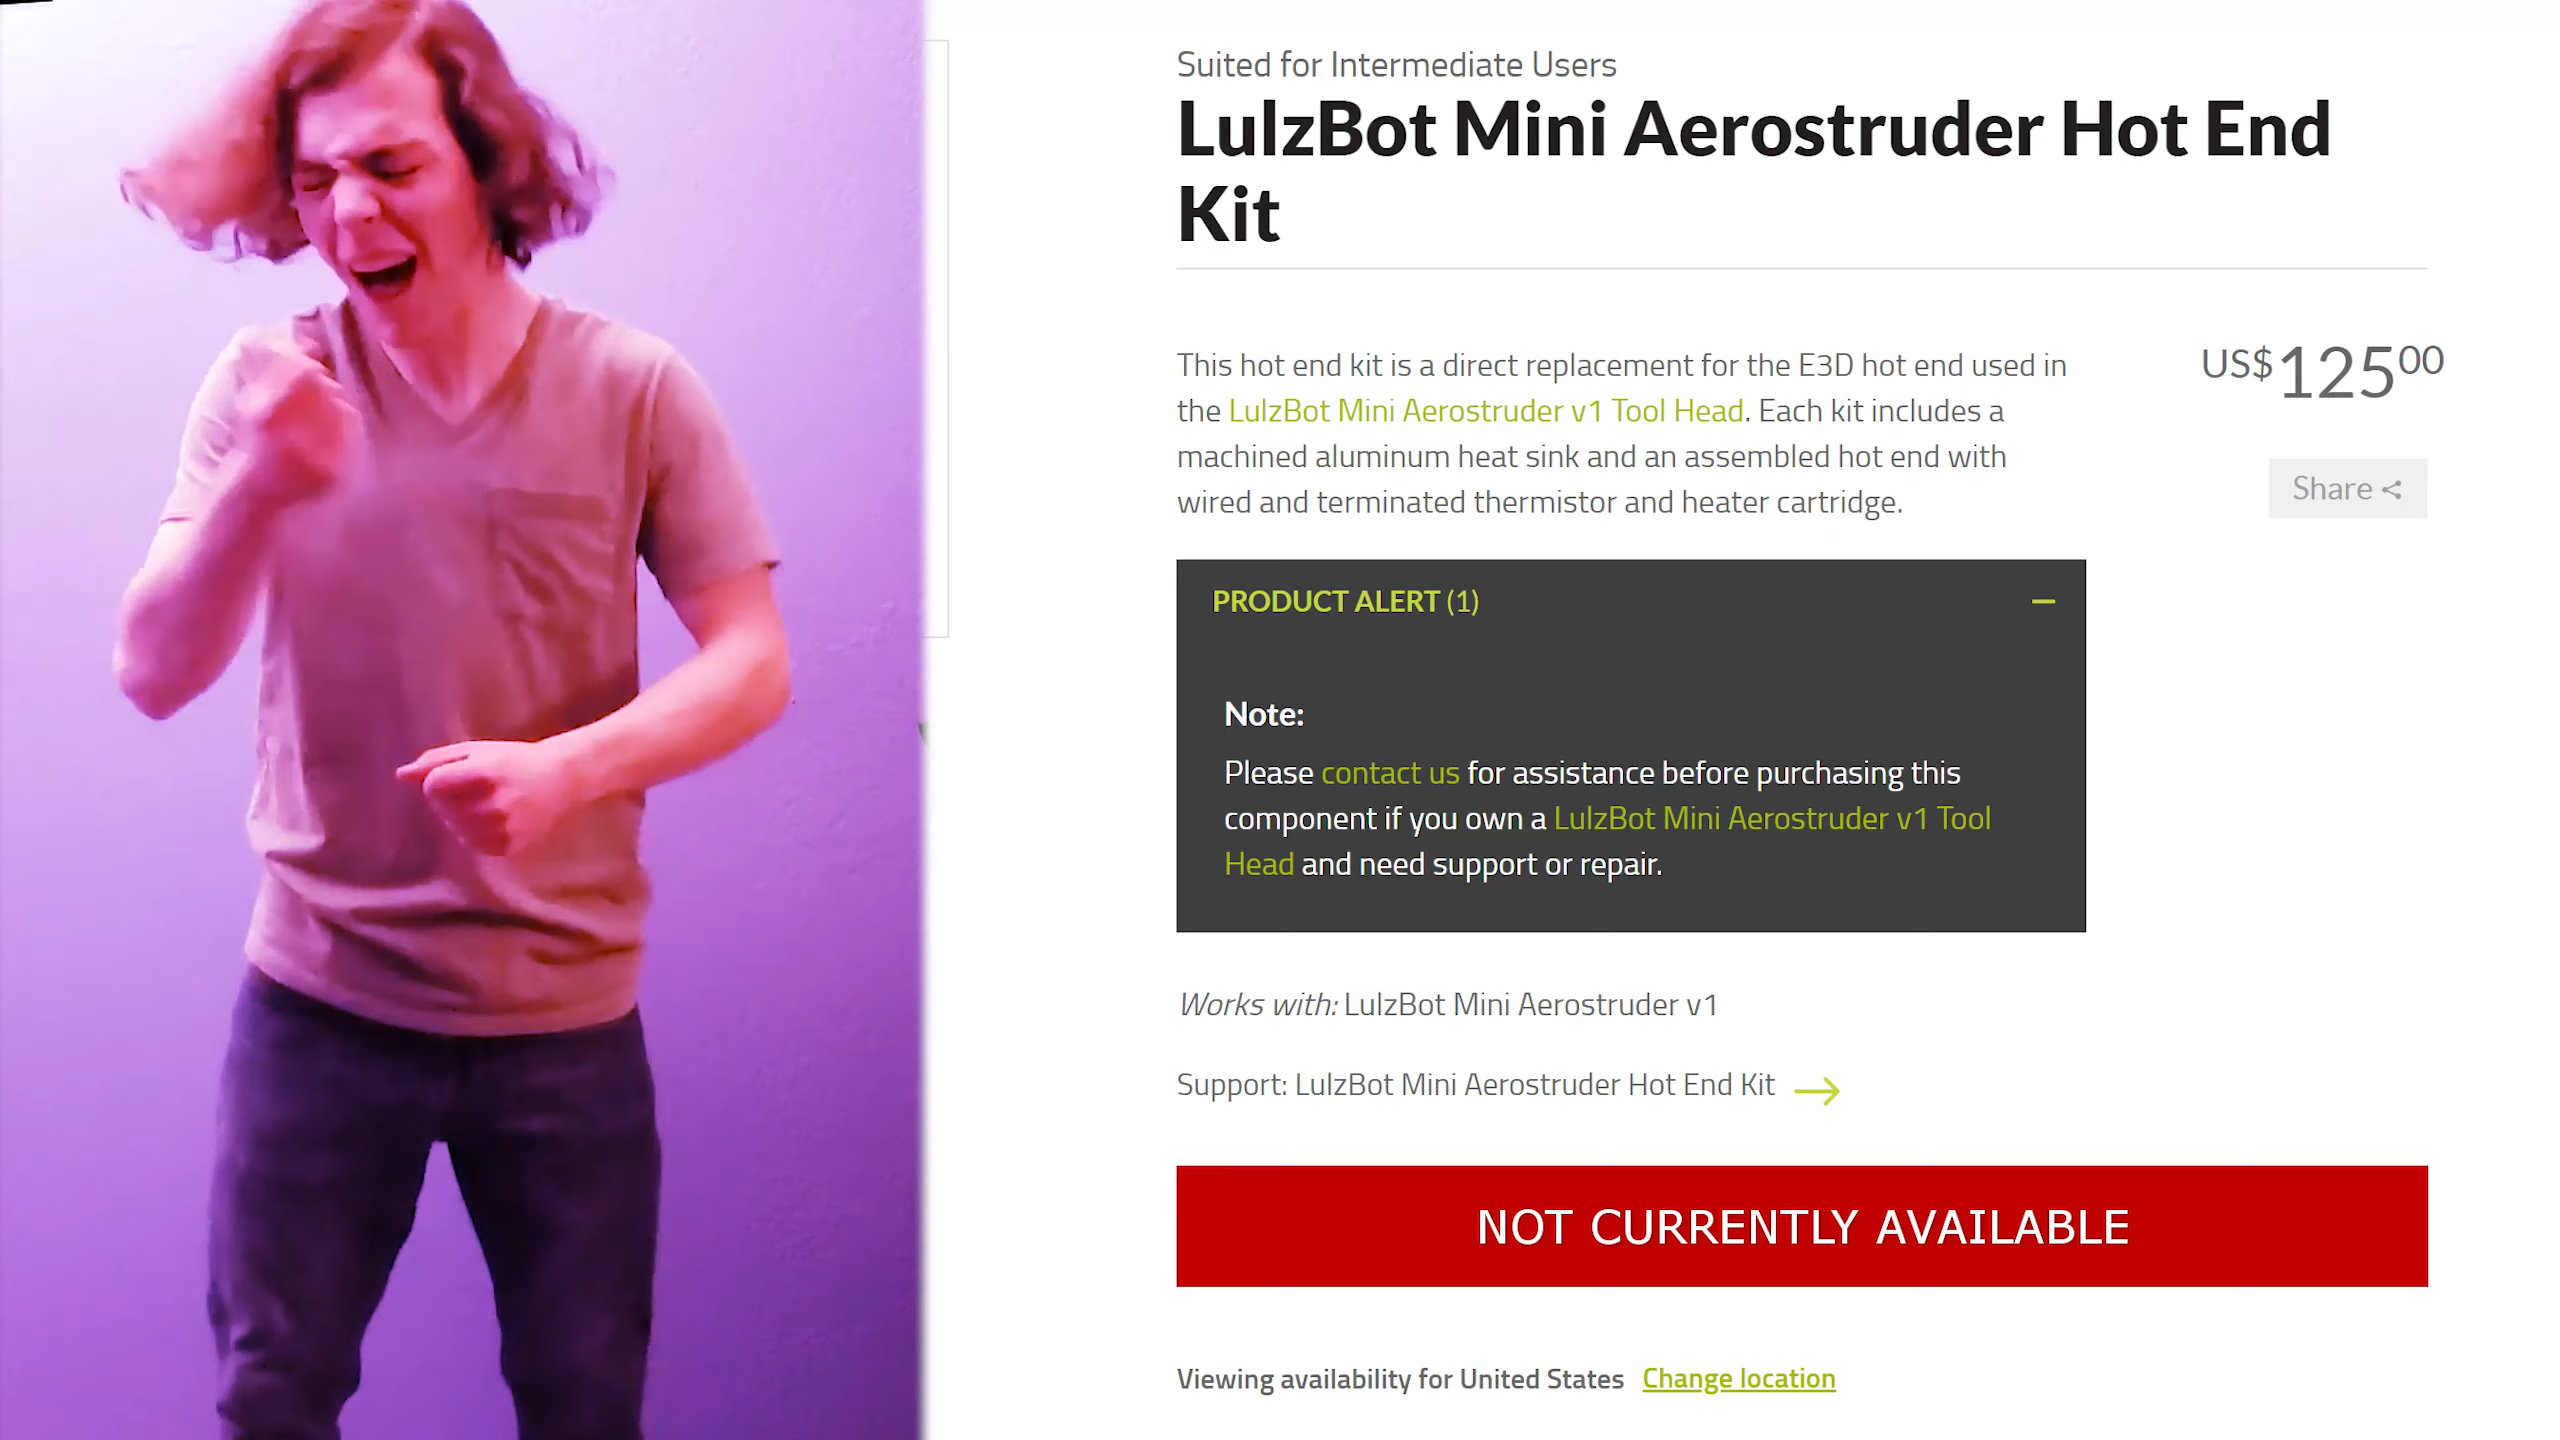 Suited for Intermediate Users
LulzBot Mini Aerostruder Hot End
Kit
This hot end kit is a direct replacement for the E3D hot end used in
the LulzBot Mini Aerostruder v1 Tool Head. Each kit includes a
machined aluminum heat sink and an assembled hot end with
wired and terminated thermistor and heater cartridge.
US$12500
Share
PRODUCT ALERT (1)
Note:
Please contact us for assistance before purchasing this
component if you own a LulzBot Mini Aerostruder v1 Tool
Head and need support or repair.
Works with: LulzBot Mini Aerostruder v1
Support: LulzBot Mini Aerostruder Hot End Kit
NOT CURRENTLY AVAILABLE
Viewing availability for United States Change location